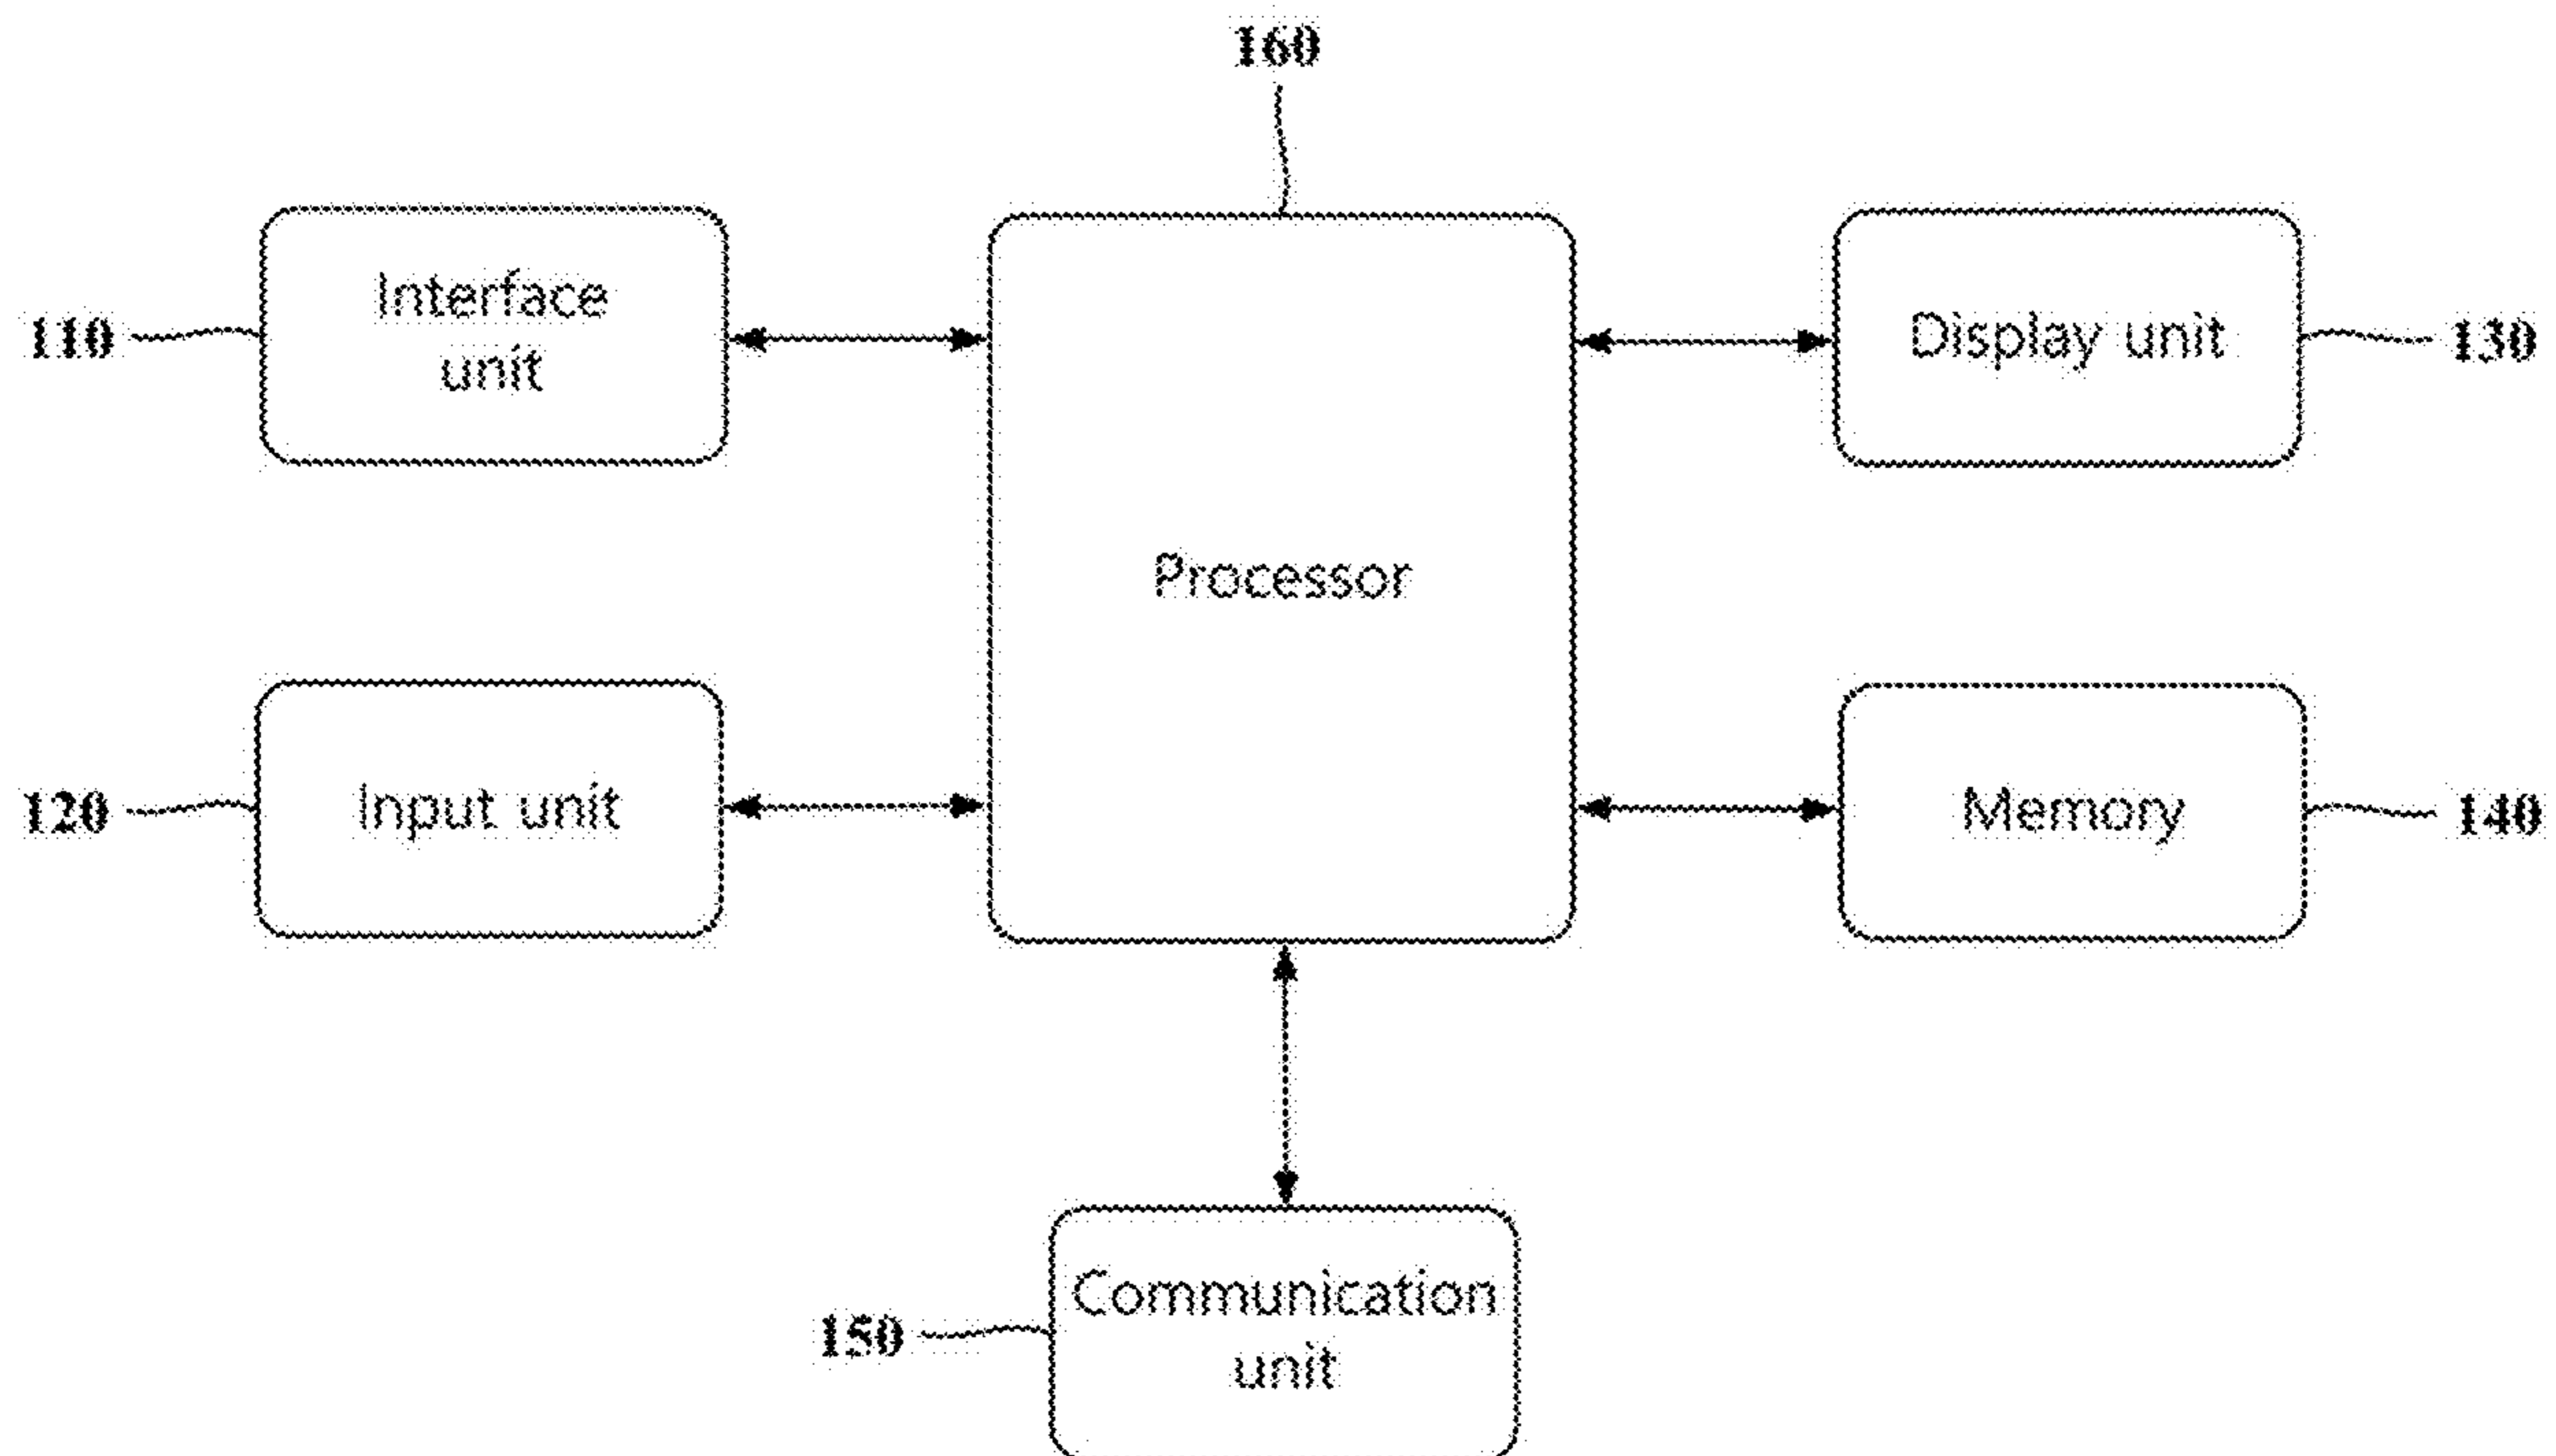 160
Interface
unit
110
Display unit
130
Processor
120
Input unit
Memory
140
Communication
unit
150